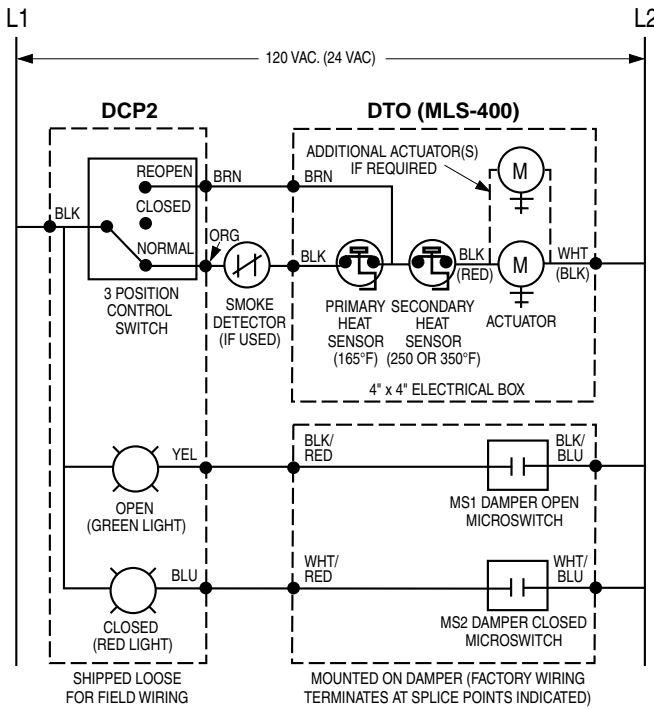 L1
L2
120 VAC. (24 VAC)
DCP2
DTO (MLS-400)
REOPEN
BRN
BRN
ADDITIONAL ACTUATOR(S)
IF REQUIRED
M
BLK
CLOSED
NORMAL
ORG
BLK
BLK
(RED)
M
WHT
(BLK)
3 POSITION
CONTROL
SWITCH
SMOKE
DETECTOR
(IF USED)
PRIMARY
HEAT
SENSOR
(165°F)
SECONDARY
HEAT
SENSOR
(250 OR 350°F)
ACTUATOR
4" x 4" ELECTRICAL BOX
YEL
BLK/
RED
BLK/
BLU
OPEN
(GREEN LIGHT)
MS1 DAMPER OPEN
MICROSWITCH
BLU
WHT/
RED
WHT/
BLU
CLOSED
(RED LIGHT)
MS2 DAMPER CLOSED
MICROSWITCH
SHIPPED LOOSE
FOR FIELD WIRING
MOUNTED ON DAMPER (FACTORY WIRING
TERMINATES AT SPLICE POINTS INDICATED)